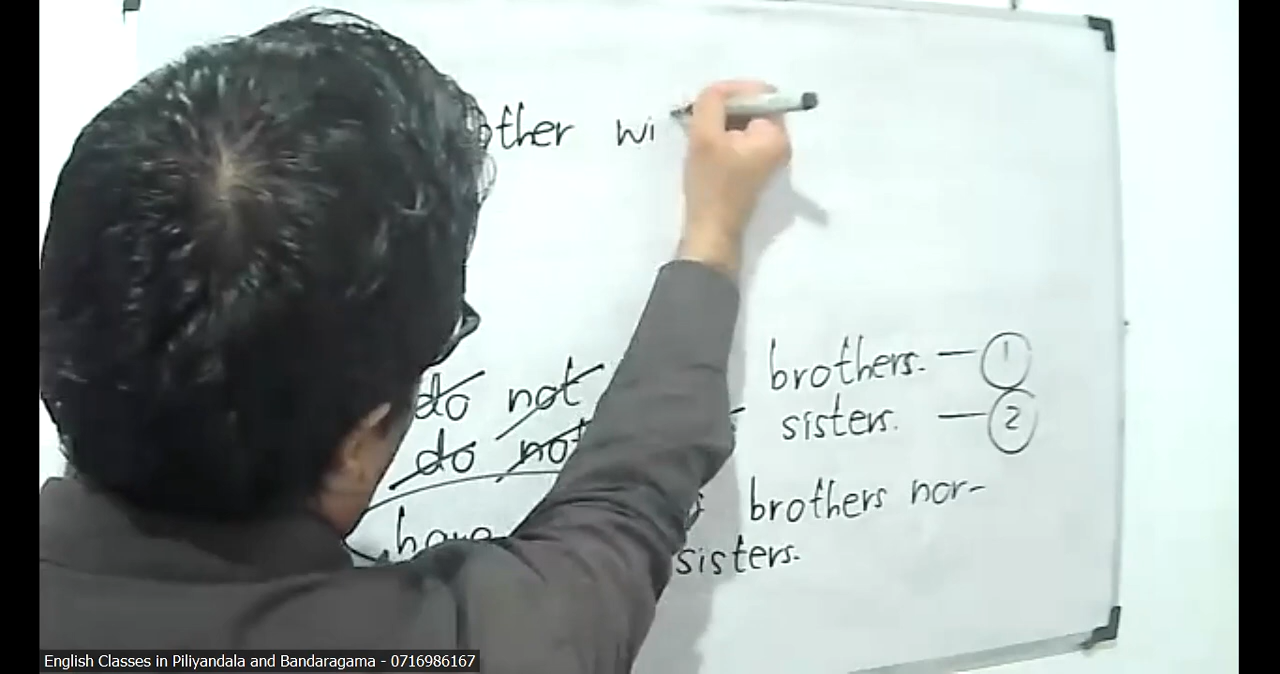 other wi
do not brothers. — 1
do not sisters. — 2
have brothers nor-
sisters.
English Classes in Piliyandala and Bandaragama - 0716986167